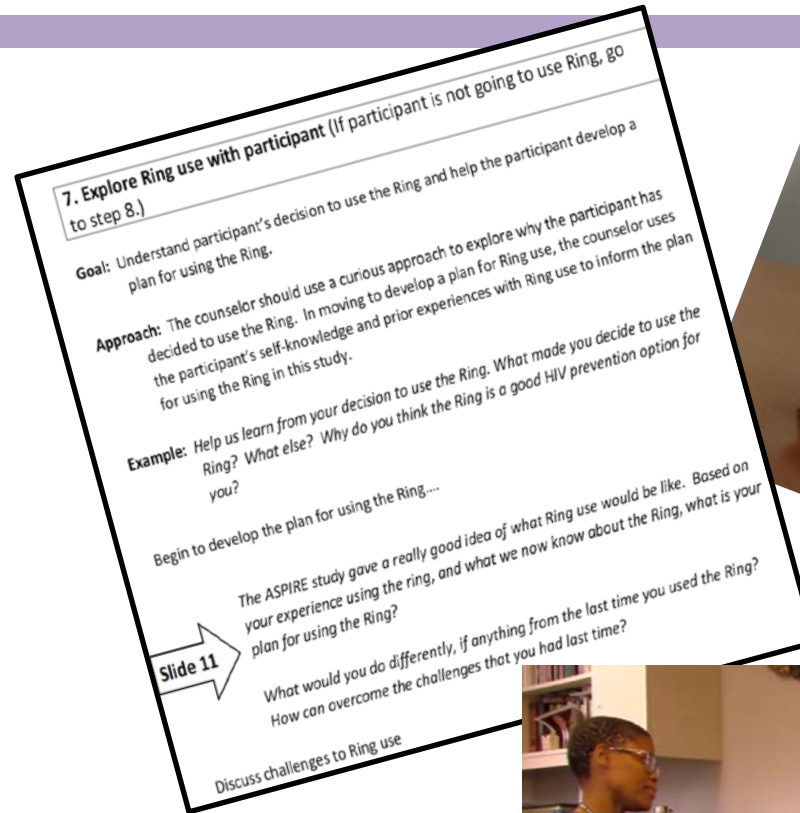 7. Explore Ring use with participant (If participant is not going to use Ring, go
to step 8.)
Goal: Understand participant's decision to use the Ring and help the participant develop a
plan for using the Ring.
Approach: The counselor should use a curious approach to explore why the participant has
decided to use the Ring. In moving to develop a plan for Ring use, the counselor uses
the participant's self-knowledge and prior experiences with Ring use to inform the plan
for using the Ring in this study.
Example: Help us learn from your decision to use the Ring. What made you decide to use the
Ring? What else? Why do you think the Ring is a good HIV prevention option for
you?
Begin to develop the plan for using the Ring....
The ASPIRE study gave a really good idea of what Ring use would be like. Based on
your experience using the ring, and what we now know about the Ring, what is your
plan for using the Ring?
Slide 11
What would you do differently, if anything from the last time you used the Ring?
How can overcome the challenges that you had last time?
Discuss challenges to Ring use